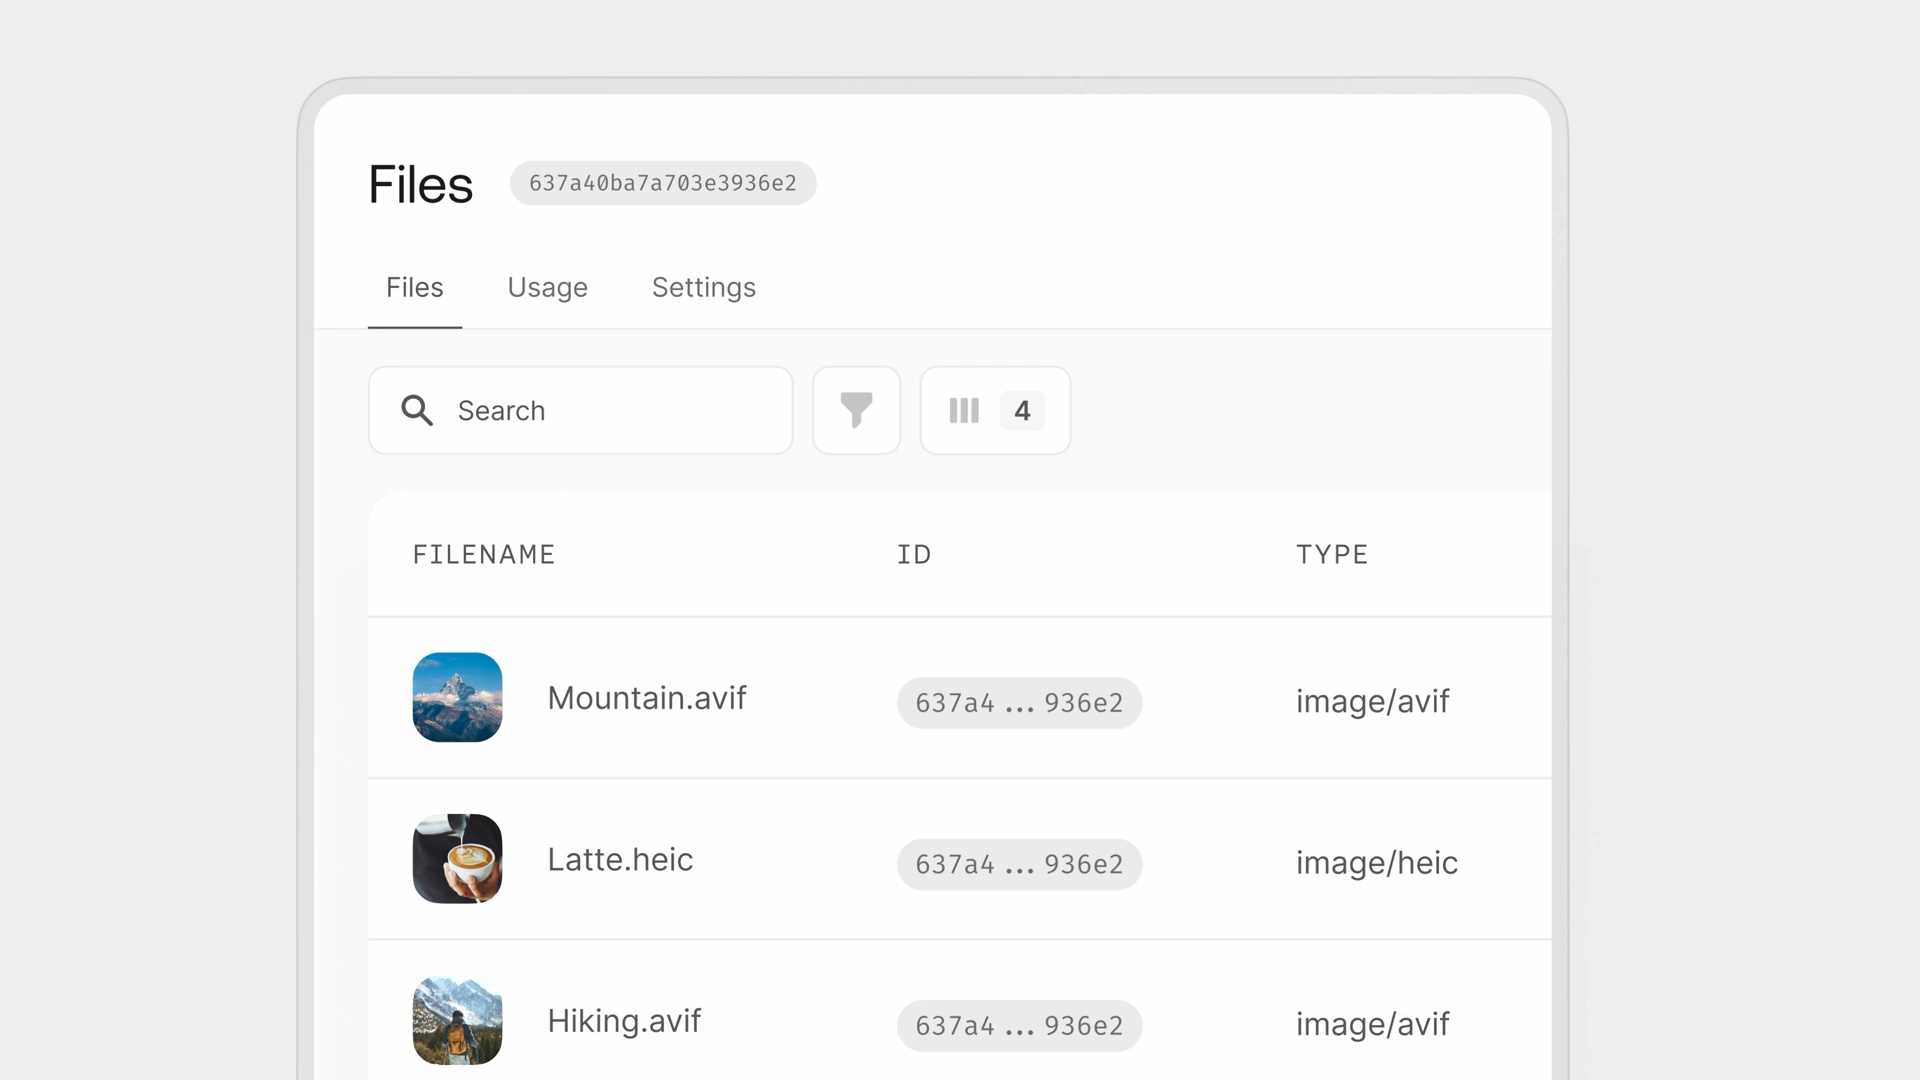 Files 637a40ba7a703e3936e2
Files Usage Settings
Search 4
FILENAME ID TYPE
Mountain.avif 637a4 ... 936e2 image/avif
Latte.heic 637a4 ... 936e2 image/heic
Hiking.avif 637a4 ... 936e2 image/avif